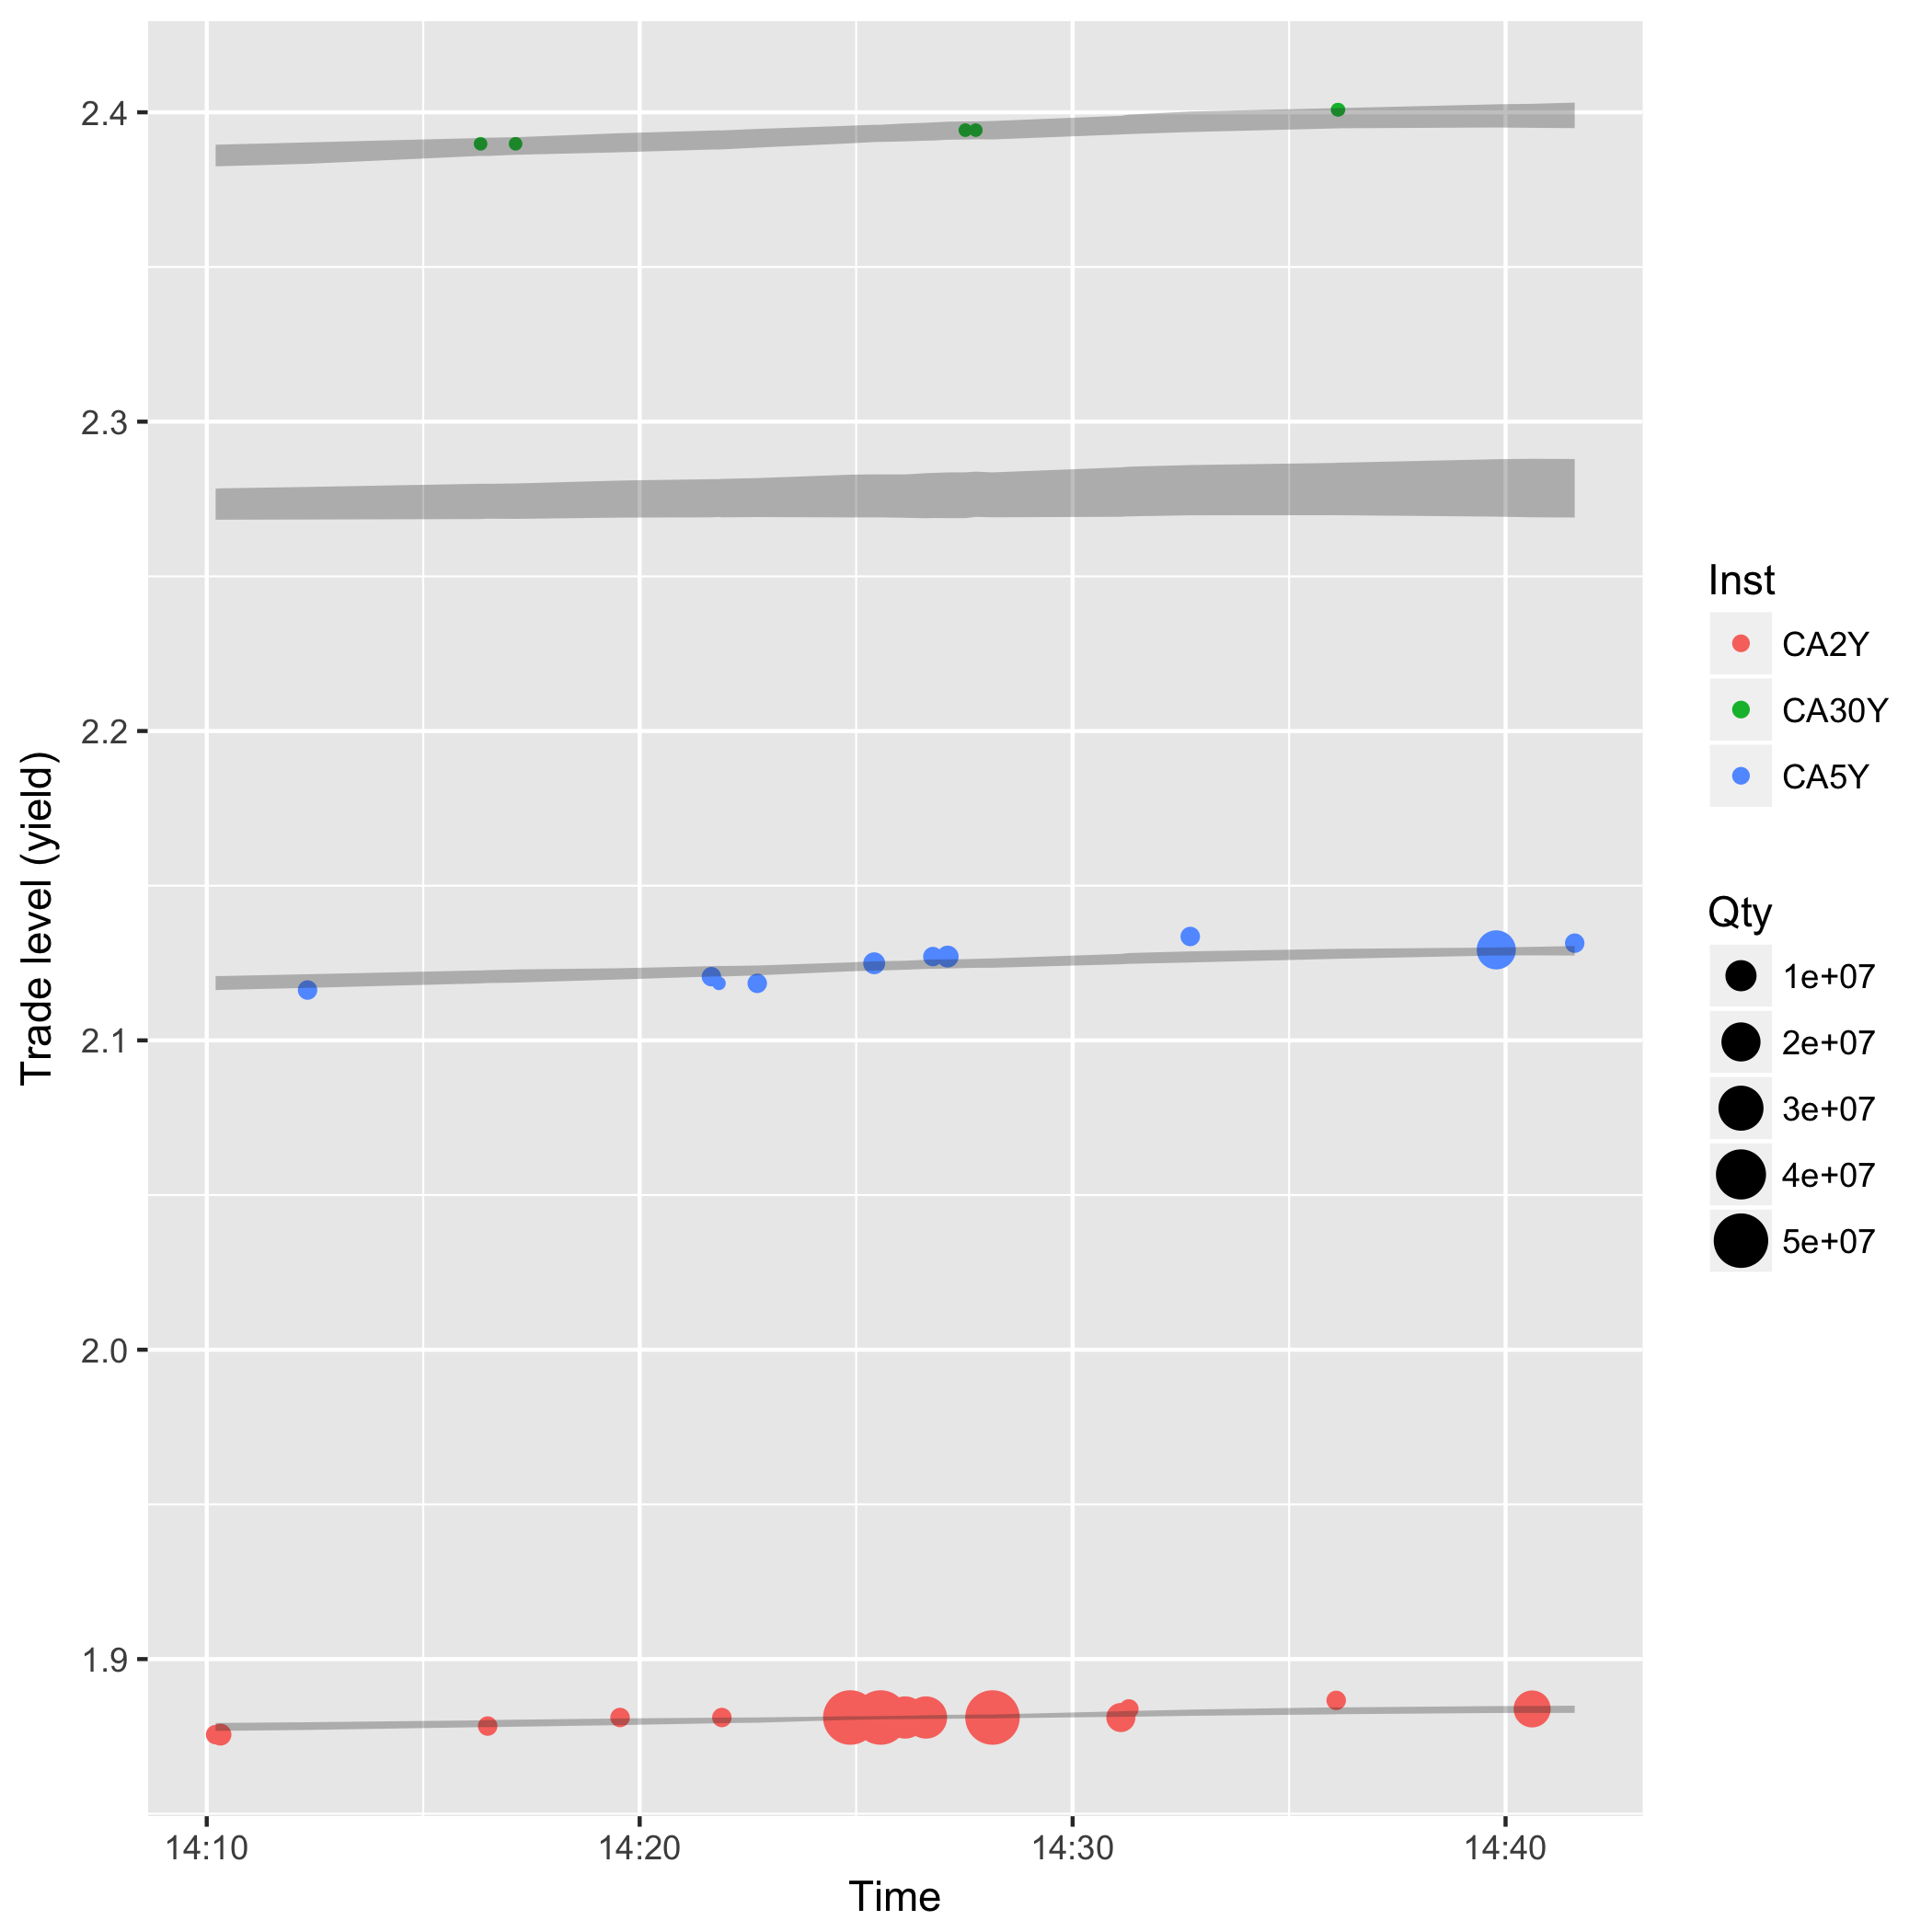 Trade level (yield)
2.4
2.3
2.2
2.1
2.0
1.9
14:10
14:20
14:30
14:40
Time
Inst
CA2Y
CA30Y
CA5Y
Qty
1e+07
2e+07
3e+07
4e+07
5e+07